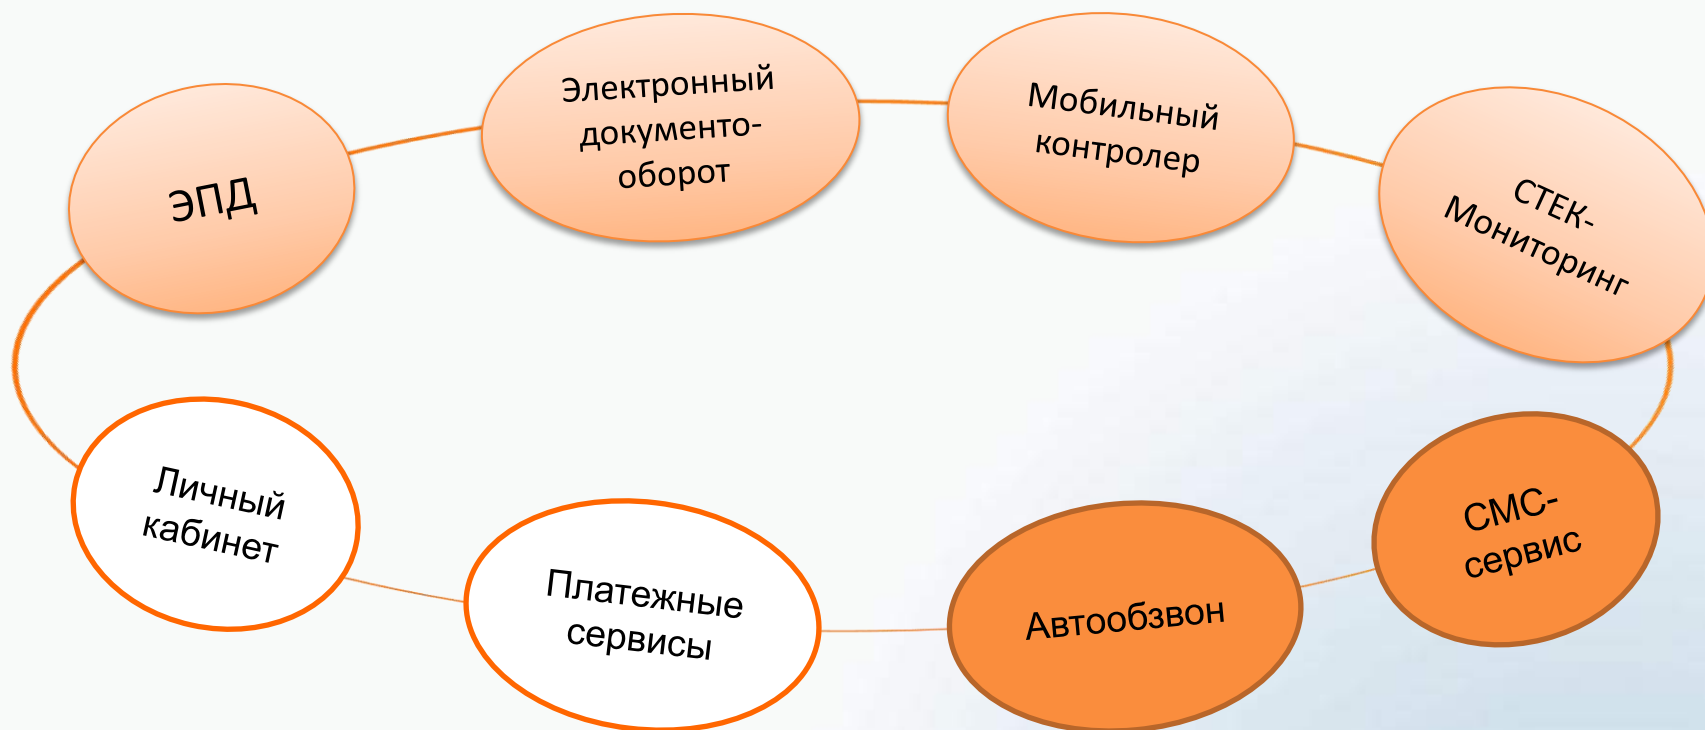 ЭПД
Электронный
документо-
оборот
Мобильный
контролер
СТЕК-
Мониторинг
Личный
кабинет
Платежные
сервисы
Автообзвон
СМС-
сервис